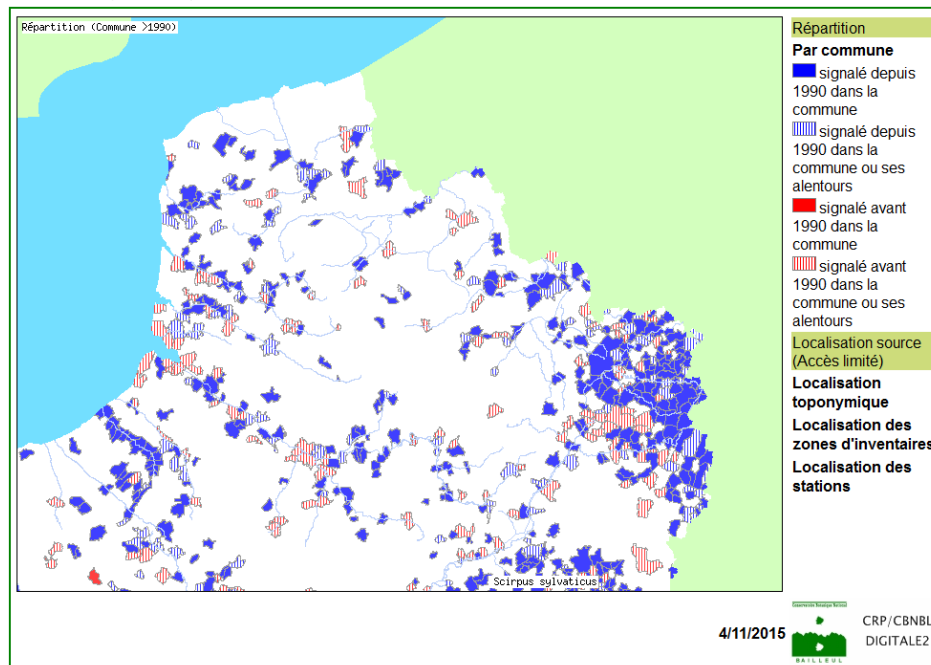 Répartition (Commune >1990)
Scirpus sylvaticus
Répartition
Par commune
signalé depuis
1990 dans la
commune
signalé depuis
1990 dans la
commune ou ses
alentours
signalé avant
1990 dans la
commune
signalé avant
1990 dans la
commune ou ses
alentours
Localisation source
(Accès limité)
Localisation
toponymique
Localisation des
zones d'inventaires
Localisation des
stations
4/11/2015
BAILLEUL
CRP/CBNBL
DIGITALE2